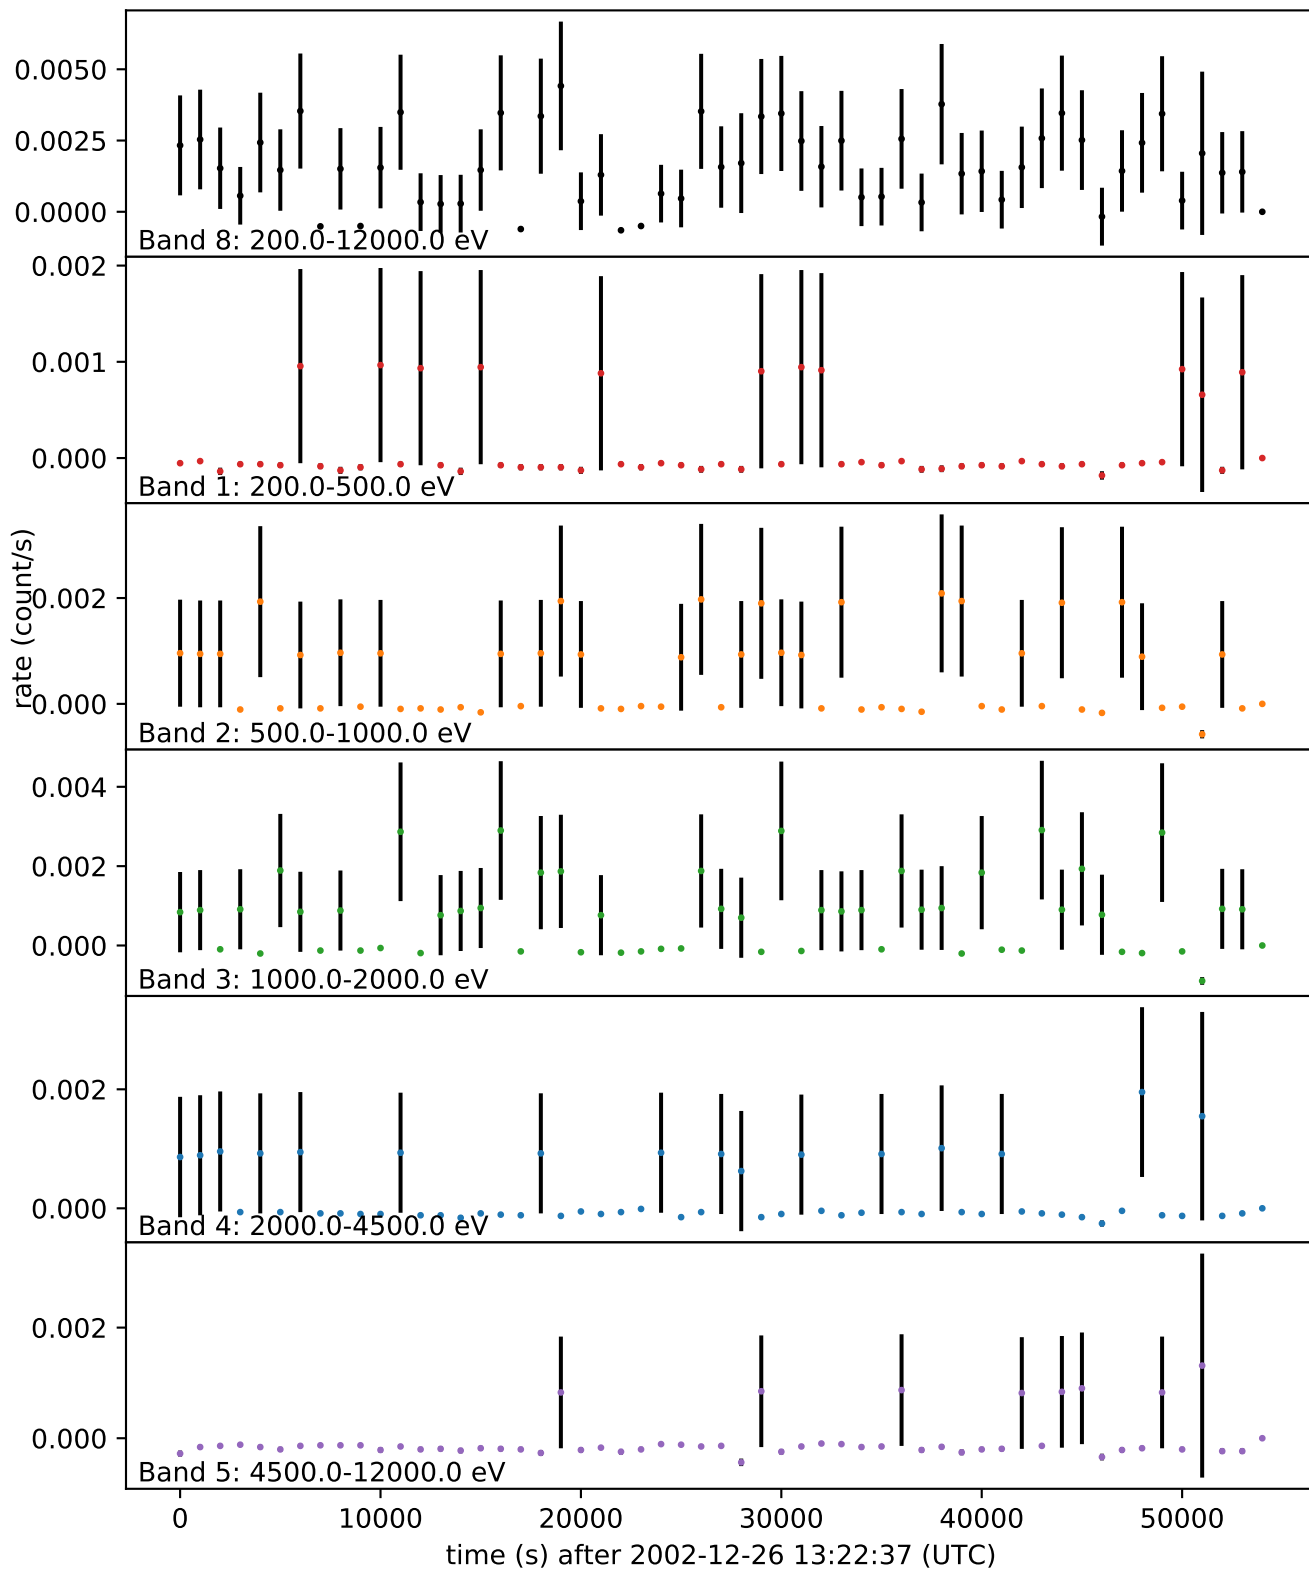 0.0050
0.0025
0.0000
Band 8: 200.0-12000.0 eV
0.002
0.001
0.000
Band 1: 200.0-500.0 eV
rate (count/s)
0.002
0.000
Band 2: 500.0-1000.0 eV
0.004
0.002
0.000
Band 3: 1000.0-2000.0 eV
0.002
0.000
Band 4: 2000.0-4500.0 eV
0.002
0.000
Band 5: 4500.0-12000.0 eV
0 10000 20000 30000 40000 50000
time (s) after 2002-12-26 13:22:37 (UTC)